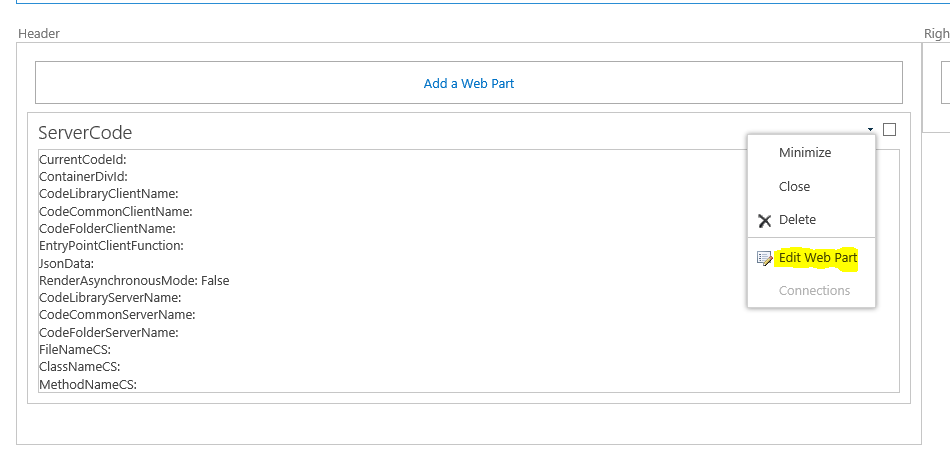 Header
Righ
Add a Web Part
ServerCode
CurrentCodeId:
ContainerDivId:
CodeLibraryClientName:
CodeCommonClientName:
CodeFolderClientName:
EntryPointClientFunction:
JsonData:
RenderAsynchronousMode: False
CodeLibraryServerName:
CodeCommonServerName:
CodeFolderServerName:
FileNameCS:
ClassNameCS:
MethodNameCS:
Minimize
Close
Delete
Edit Web Part
Connections